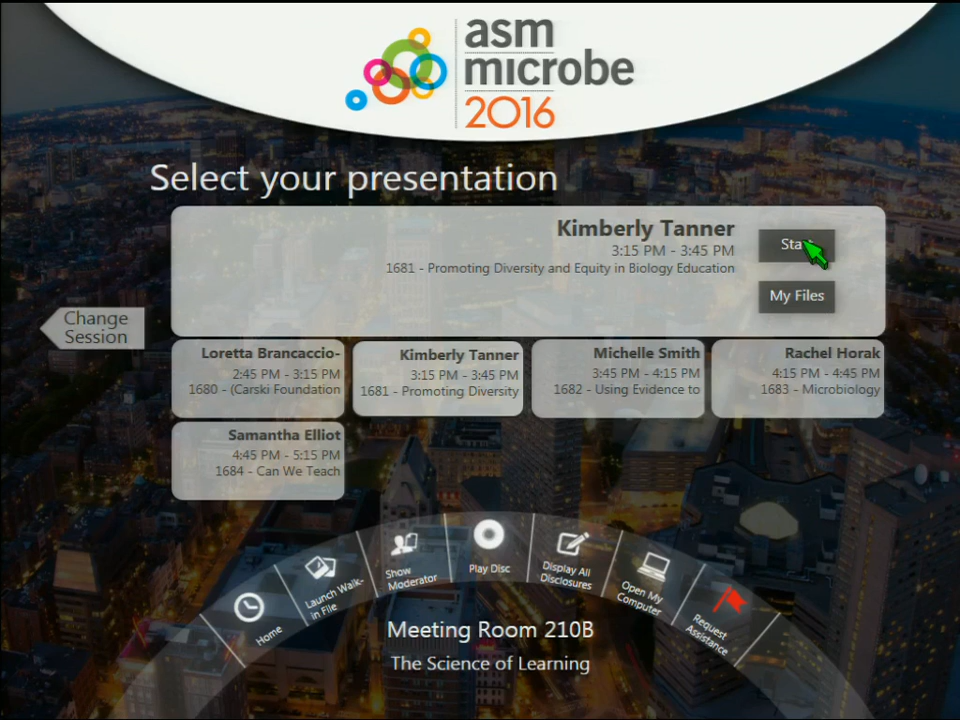 asm
microbe
2016
Select your presentation
Kimberly Tanner
3:15 PM - 3:45 PM
1681 - Promoting Diversity and Equity in Biology Education
My Files
Change
Session
Loretta Brancaccio-
2:45 PM - 3:15 PM
1680 - (Carski Foundation
Kimberly Tanner
3:15 PM - 3:45 PM
1681 - Promoting Diversity
Michelle Smith
3:45 PM - 4:15 PM
1682 - Using Evidence to
Rachel Horak
4:15 PM - 4:45 PM
1683 - Microbiology
Samantha Elliot
4:45 PM - 5:15 PM
1684 - Can We Teach
Home
Launch Walk-
in File
Show
Moderator
Play Disc
Display All
Disclosures
Open My
Computer
Request
Assistance
Meeting Room 210B
The Science of Learning